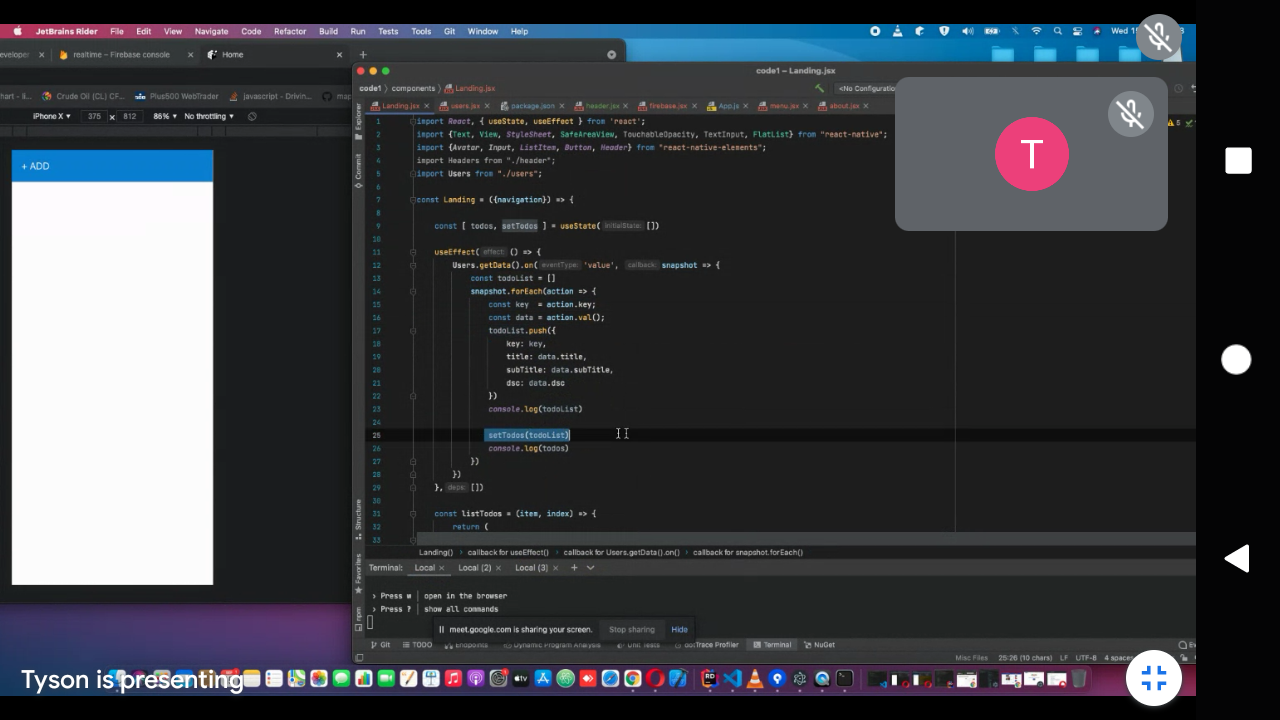 JetBrains Rider File Edit View Navigate Code Refactor Build Run Tests Tools Git Window Help
realtime – Firebase console × Home × +
Crude Oil (CL) CF... Plus500 WebTrader javascript - Drivin...
iPhone X ▾ 375 × 812 86% ▾ No throttling ▾
+ ADD
code1 – Landing.jsx
code1 › components › Landing.jsx
Landing.jsx × users.js × package.json × header.jsx × firebase.jsx × App.js × menu.jsx × about.jsx ×
1 import React, { useState, useEffect } from 'react';
2 import {Text, View, StyleSheet, SafeAreaView, TouchableOpacity, TextInput, FlatList} from "react-native";
3 import {Avatar, Input, ListItem, Button, Header} from "react-native-elements";
4 import Headers from "./header";
5 import Users from "./users";
6
7 const Landing = ({navigation}) => {
8
9 const [ todos, setTodos ] = useState( initialState: [])
10
11 useEffect( effect: () => {
12 Users.getData().on( eventType: 'value', callback: snapshot => {
13 const todoList = []
14 snapshot.forEach(action => {
15 const key = action.key;
16 const data = action.val();
17 todoList.push({
18 key: key,
19 title: data.title,
20 subTitle: data.subTitle,
21 dsc: data.dsc
22 })
23 console.log(todoList)
24
25 setTodos(todoList)
26 console.log(todos)
27 })
28 })
29 }, deps: [])
30
31 const listTodos = (item, index) => {
32 return (
33
Commit
Structure
Favorites
npm
T
Landing() › callback for useEffect() › callback for Users.getData().on() › callback for snapshot.forEach()
Terminal: Local × Local (2) × Local (3) × +
› Press w | open in the browser
› Press ? | show all commands
meet.google.com is sharing your screen. Stop sharing Hide
Git TODO Endpoints Dynamic Program Analysis Unit Tests dotTrace Profiler Terminal NuGet
Misc Files 25:26 (10 chars) LF UTF-8 4 spaces
Tyson is presenting